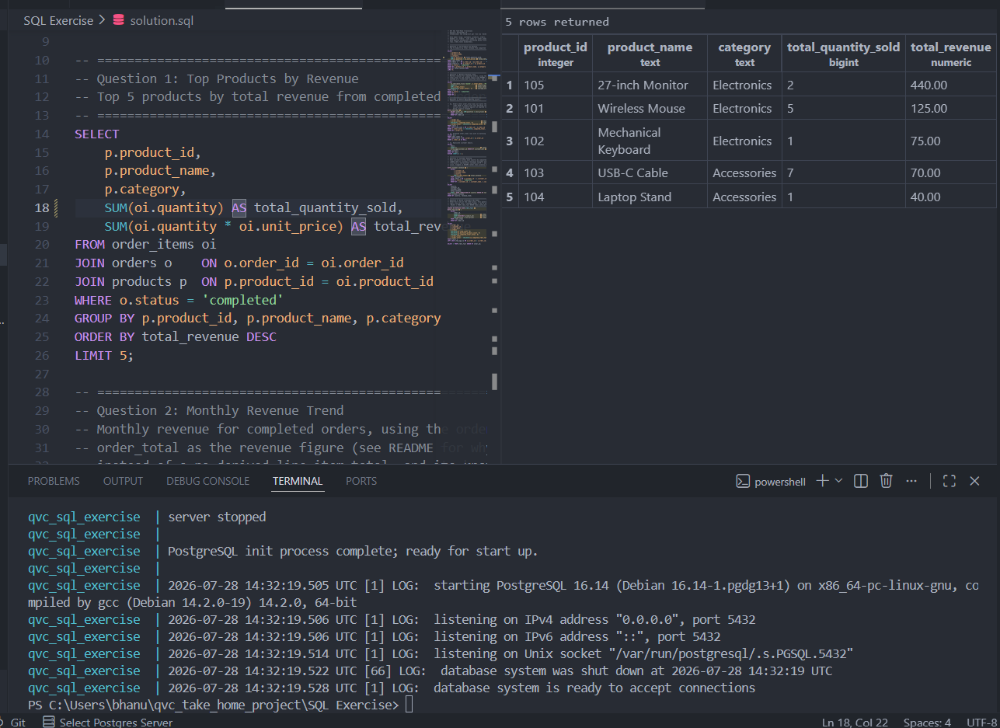 SQL Exercise > solution.sql
9
10 -- ==============================================
11 -- Question 1: Top Products by Revenue
12 -- Top 5 products by total revenue from completed
13 -- ==============================================
14 SELECT
15 p.product_id,
16 p.product_name,
17 p.category,
18 SUM(oi.quantity) AS total_quantity_sold,
19 SUM(oi.quantity * oi.unit_price) AS total_reve
20 FROM order_items oi
21 JOIN orders o ON o.order_id = oi.order_id
22 JOIN products p ON p.product_id = oi.product_id
23 WHERE o.status = 'completed'
24 GROUP BY p.product_id, p.product_name, p.category
25 ORDER BY total_revenue DESC
26 LIMIT 5;
27
28 -- ==============================================
29 -- Question 2: Monthly Revenue Trend
30 -- Monthly revenue for completed orders, using the orde
31 -- order_total as the revenue figure (see README for why
5 rows returned
product_id product_name category total_quantity_sold total_revenue
integer text text bigint numeric
1 105 27-inch Monitor Electronics 2 440.00
2 101 Wireless Mouse Electronics 5 125.00
3 102 Mechanical Keyboard Electronics 1 75.00
4 103 USB-C Cable Accessories 7 70.00
5 104 Laptop Stand Accessories 1 40.00
PROBLEMS OUTPUT DEBUG CONSOLE TERMINAL PORTS powershell
qvc_sql_exercise | server stopped
qvc_sql_exercise |
qvc_sql_exercise | PostgreSQL init process complete; ready for start up.
qvc_sql_exercise |
qvc_sql_exercise | 2026-07-28 14:32:19.505 UTC [1] LOG: starting PostgreSQL 16.14 (Debian 16.14-1.pgdg13+1) on x86_64-pc-linux-gnu, co
mpiled by gcc (Debian 14.2.0-19) 14.2.0, 64-bit
qvc_sql_exercise | 2026-07-28 14:32:19.506 UTC [1] LOG: listening on IPv4 address "0.0.0.0", port 5432
qvc_sql_exercise | 2026-07-28 14:32:19.506 UTC [1] LOG: listening on IPv6 address "::", port 5432
qvc_sql_exercise | 2026-07-28 14:32:19.514 UTC [1] LOG: listening on Unix socket "/var/run/postgresql/.s.PGSQL.5432"
qvc_sql_exercise | 2026-07-28 14:32:19.522 UTC [66] LOG: database system was shut down at 2026-07-28 14:32:19 UTC
qvc_sql_exercise | 2026-07-28 14:32:19.528 UTC [1] LOG: database system is ready to accept connections
PS C:\Users\bhanu\qvc_take_home_project\SQL Exercise>
Git Select Postgres Server Ln 18, Col 22 Spaces: 4 UTF-8